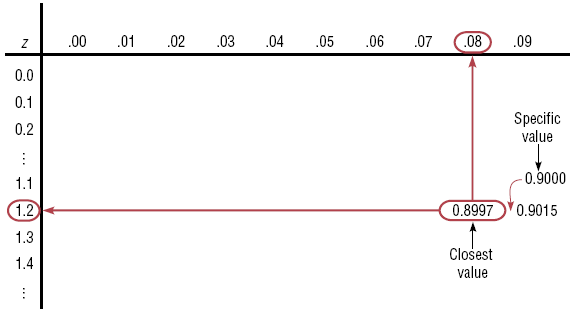 z .00 .01 .02 .03 .04 .05 .06 .07 .08 .09
0.0
0.1
0.2
⋮
Specific
value
1.1
0.9000
1.2 0.8997 0.9015
1.3
Closest
value
1.4
⋮